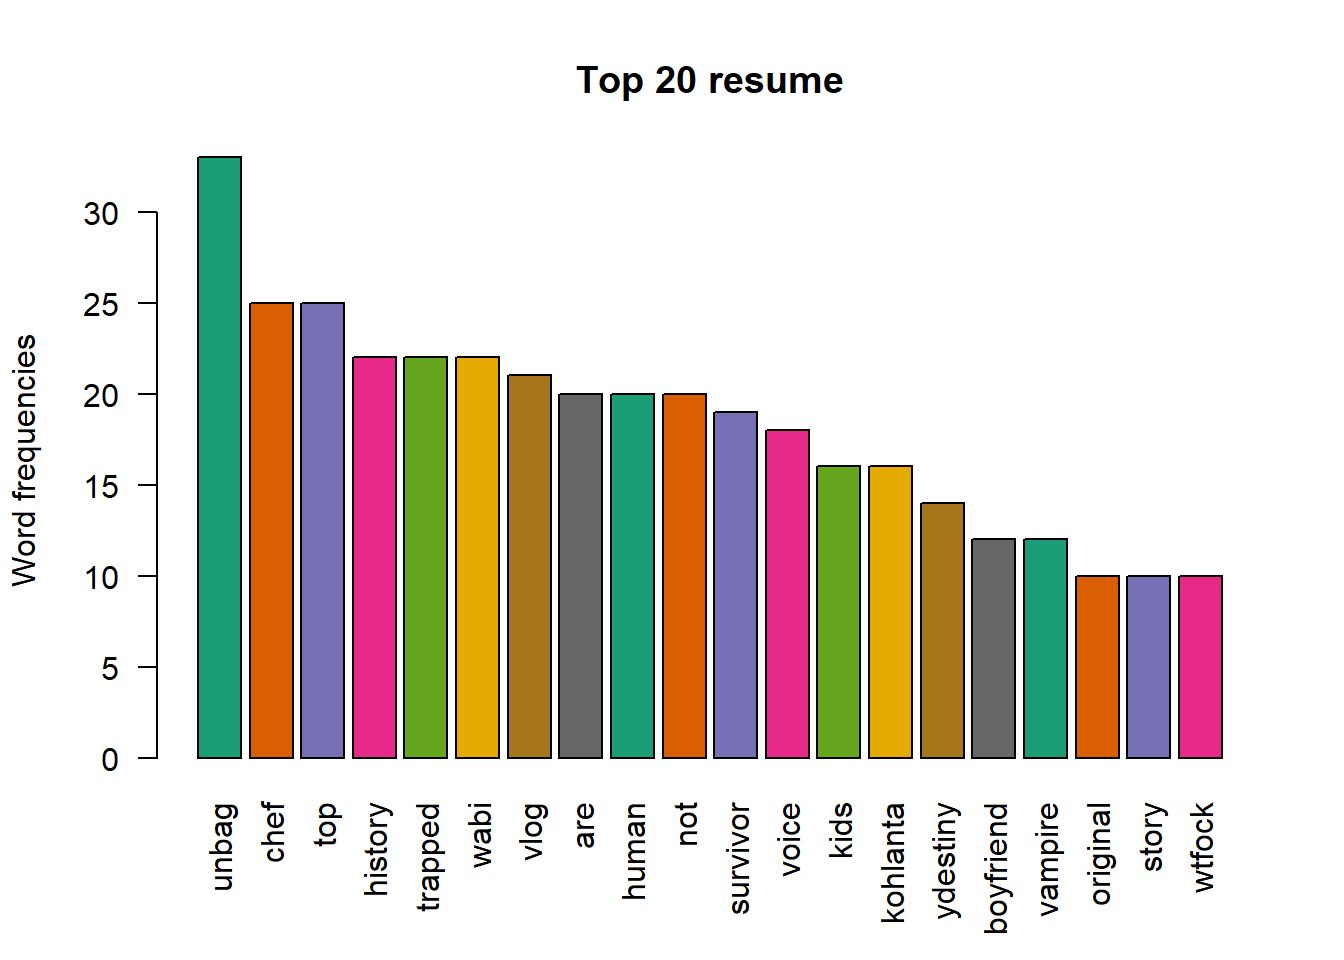 Top 20 resume
Word frequencies
30
25
20
15
10
5
0
unbag
chef
top
history
trapped
wabi
vlog
are
human
not
survivor
voice
kids
kohlanta
ydestiny
boyfriend
vampire
original
story
wtfock